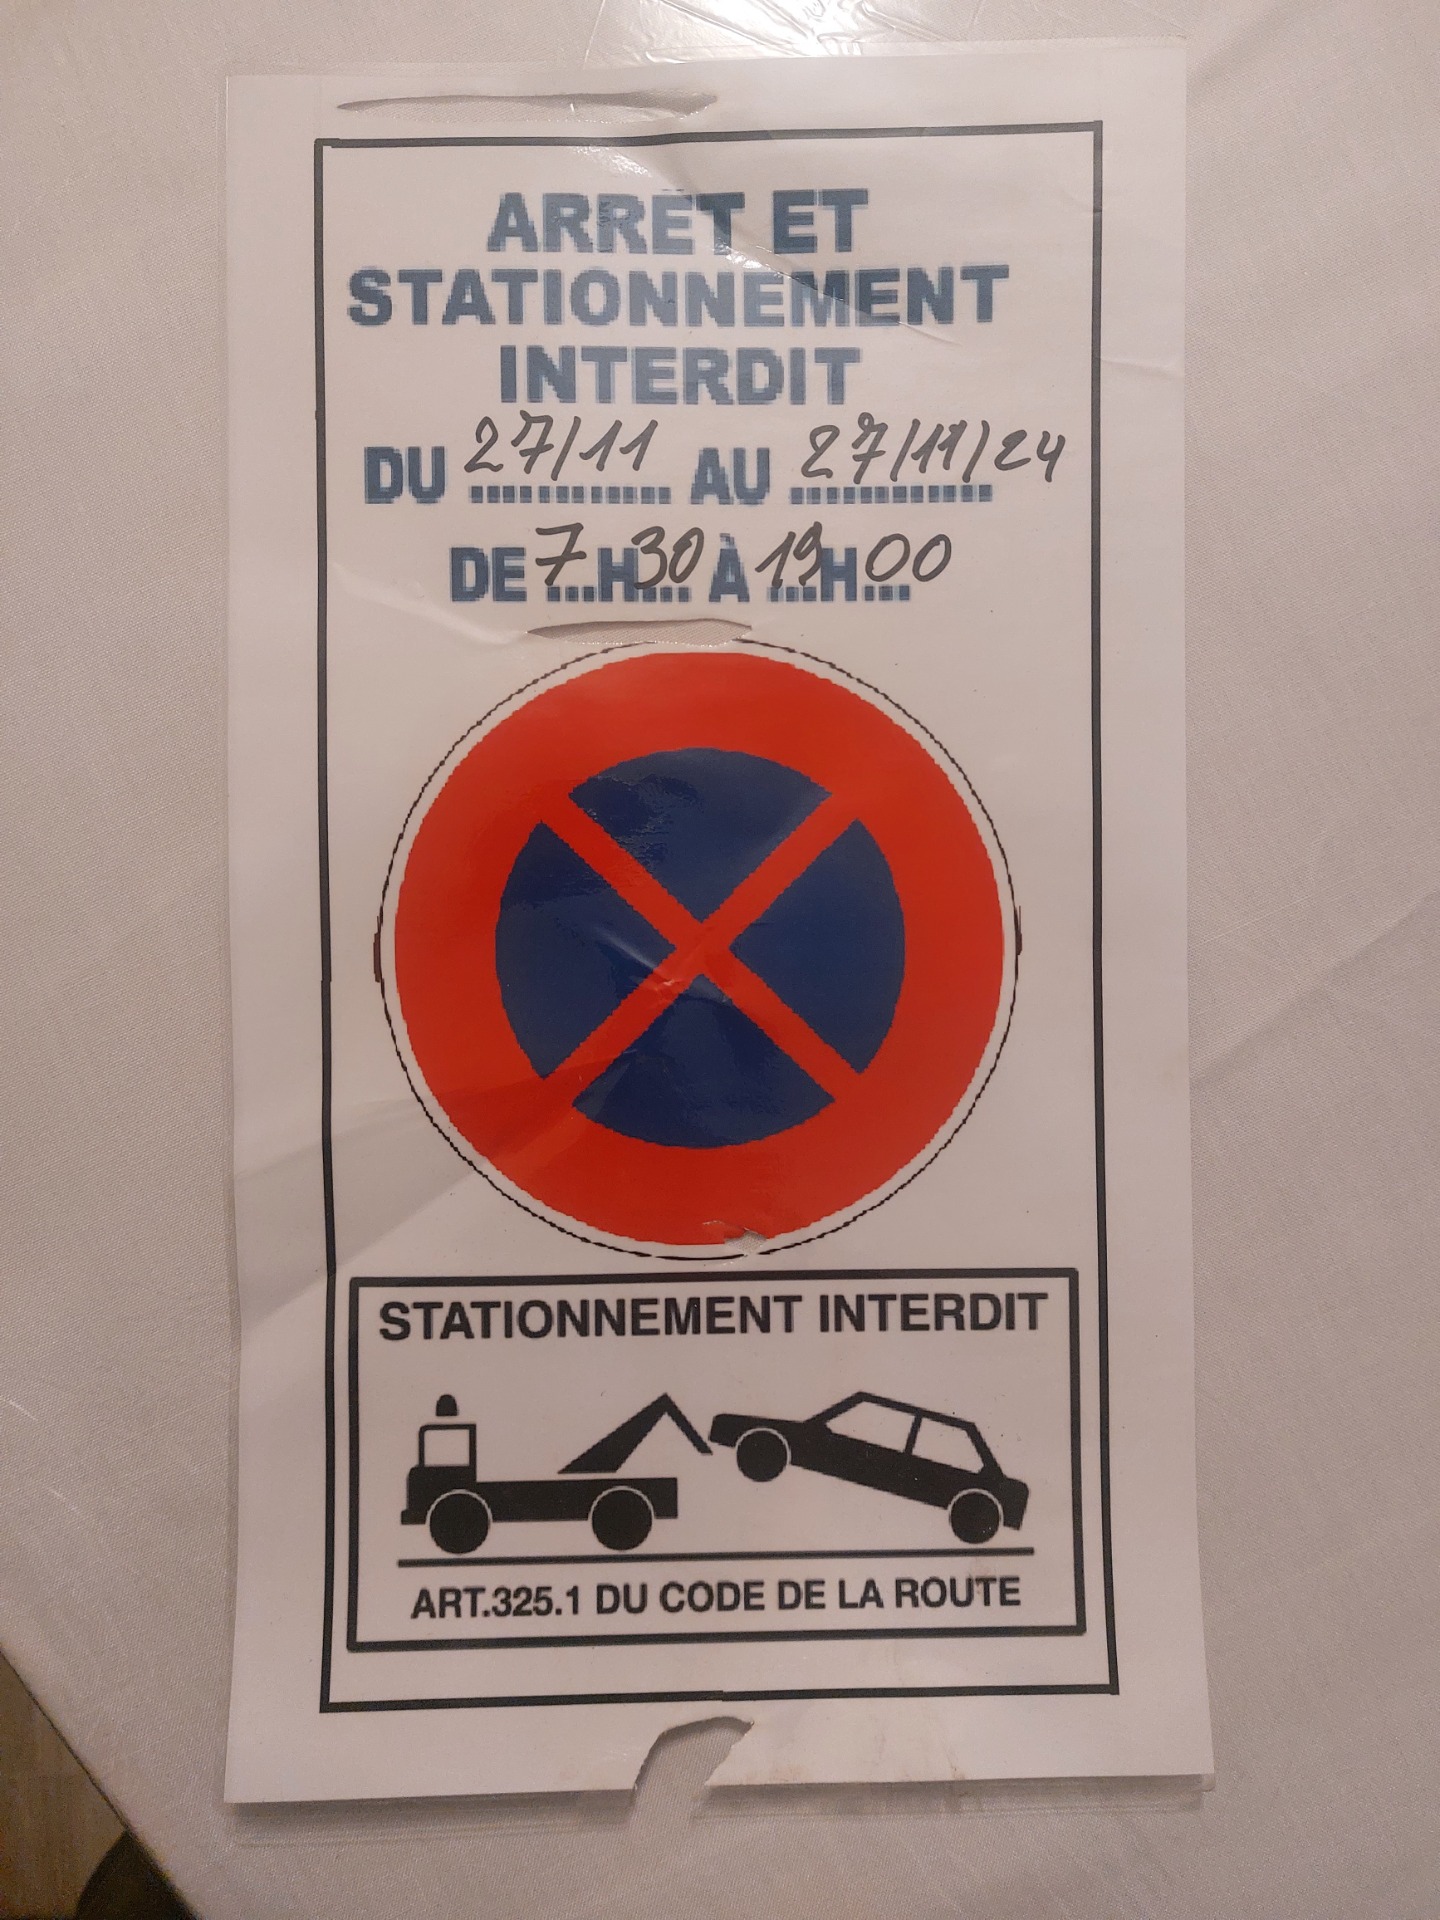 ARRÊT ET
STATIONNEMENT
INTERDIT
DU 27/11 AU 27/11/24
DE 7 H 30 À 19 H 00
STATIONNEMENT INTERDIT
ART.325.1 DU CODE DE LA ROUTE